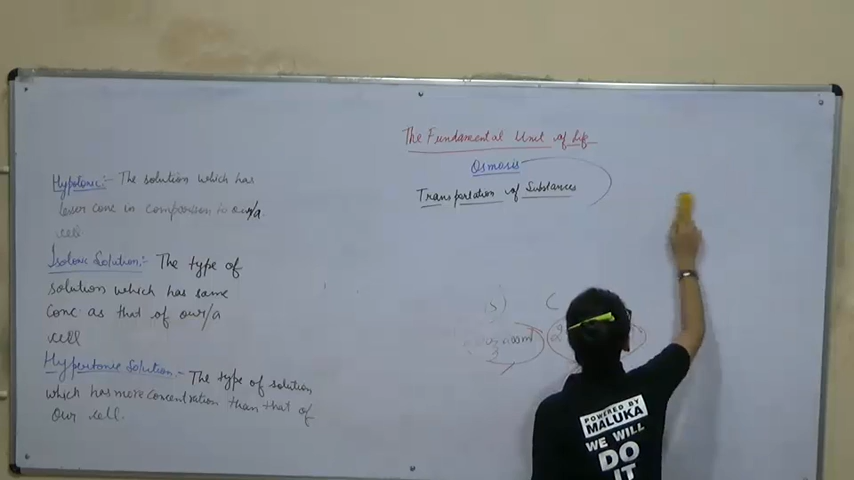 The Fundamental Unit of Life
Osmosis
Transportation of Substances
Hypotonic:- The solution which has
lesser conc in comparison to our/a
cell
Isotonic Solution:- The type of
solution which has same
conc as that of our/a
cell
Hypertonic Solution:- The type of solution
which has more concentration than that of
our cell.
(S)
(
POWERED BY
MALUKA
WE WILL
DO
IT